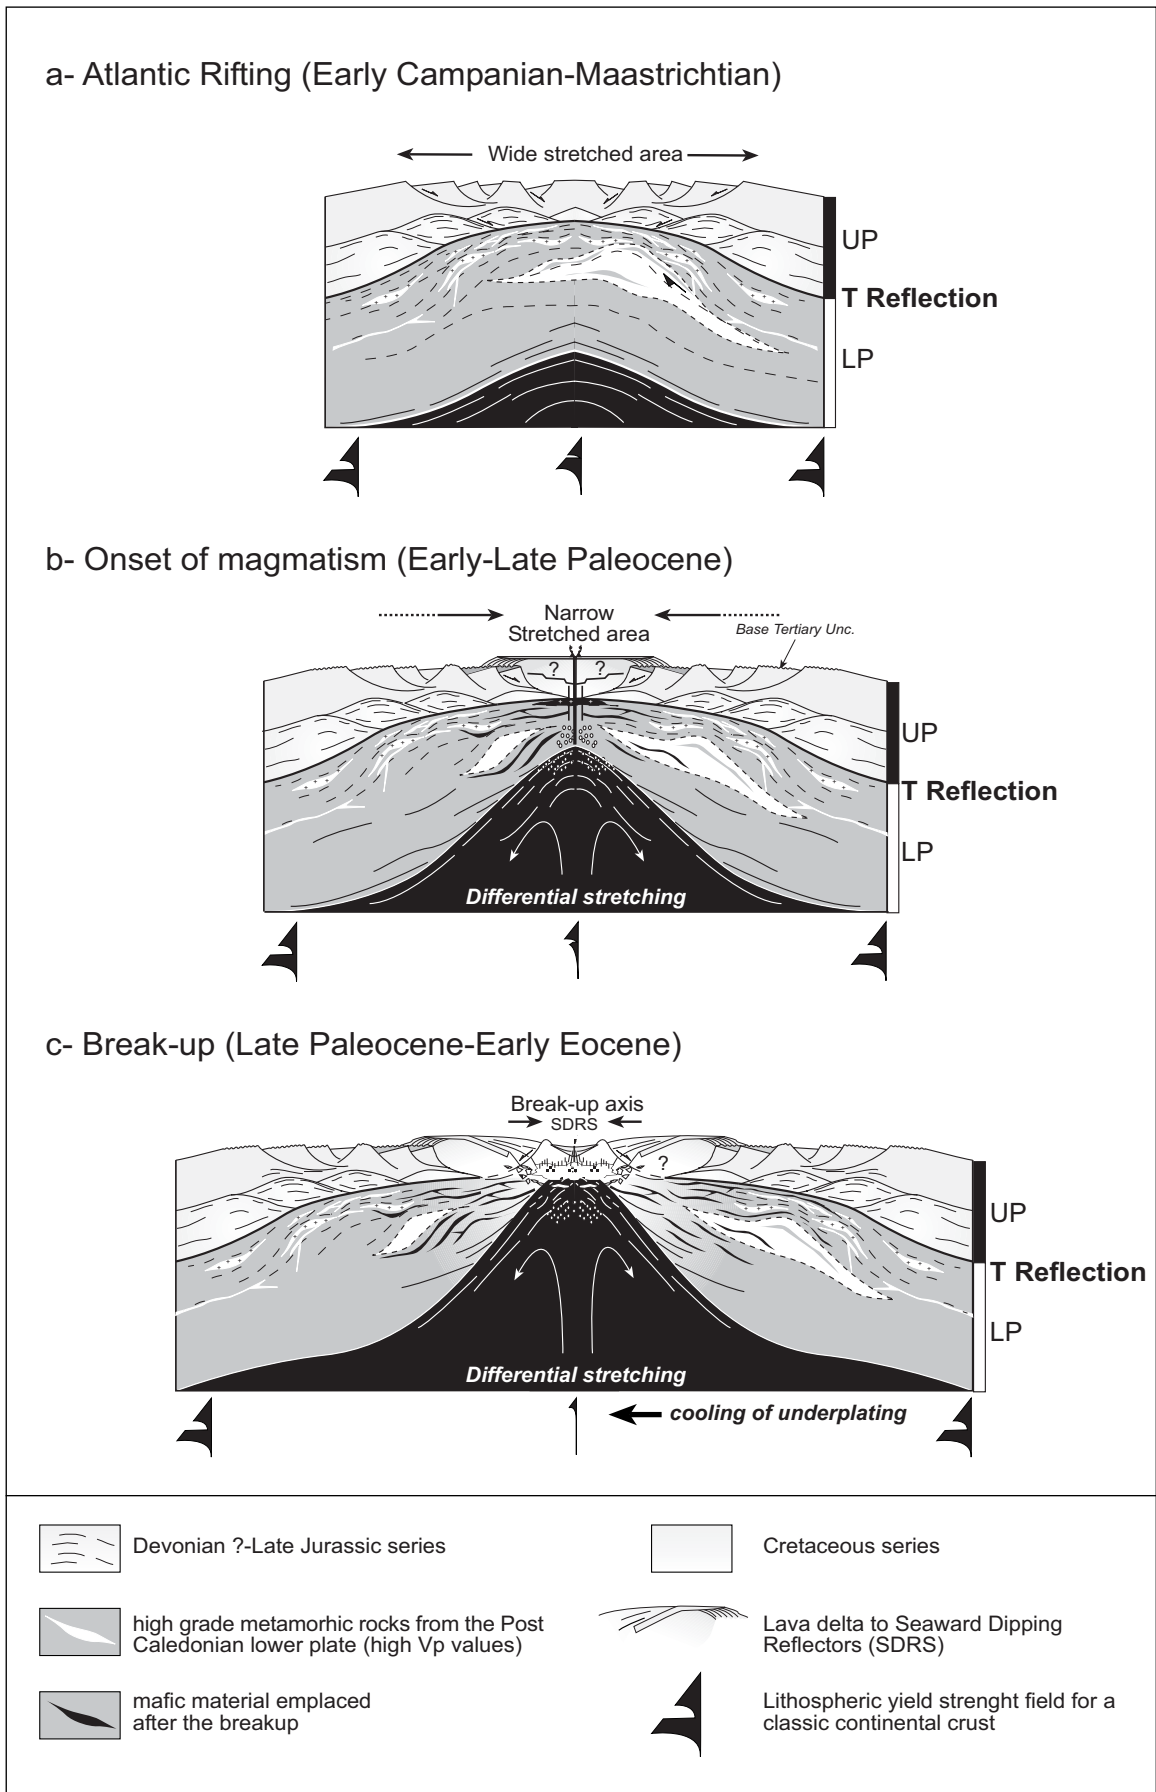 a- Atlantic Rifting (Early Campanian-Maastrichtian)
Wide stretched area
UP
T Reflection
LP
b- Onset of magmatism (Early-Late Paleocene)
Narrow
Stretched area
Base Tertiary Unc.
? ?
UP
T Reflection
LP
Differential stretching
c- Break-up (Late Paleocene-Early Eocene)
Break-up axis
SDRS
?
UP
T Reflection
LP
Differential stretching
cooling of underplating
Devonian ?-Late Jurassic series
Cretaceous series
high grade metamorhic rocks from the Post
Caledonian lower plate (high Vp values)
Lava delta to Seaward Dipping
Reflectors (SDRS)
mafic material emplaced
after the breakup
Lithospheric yield strenght field for a
classic continental crust